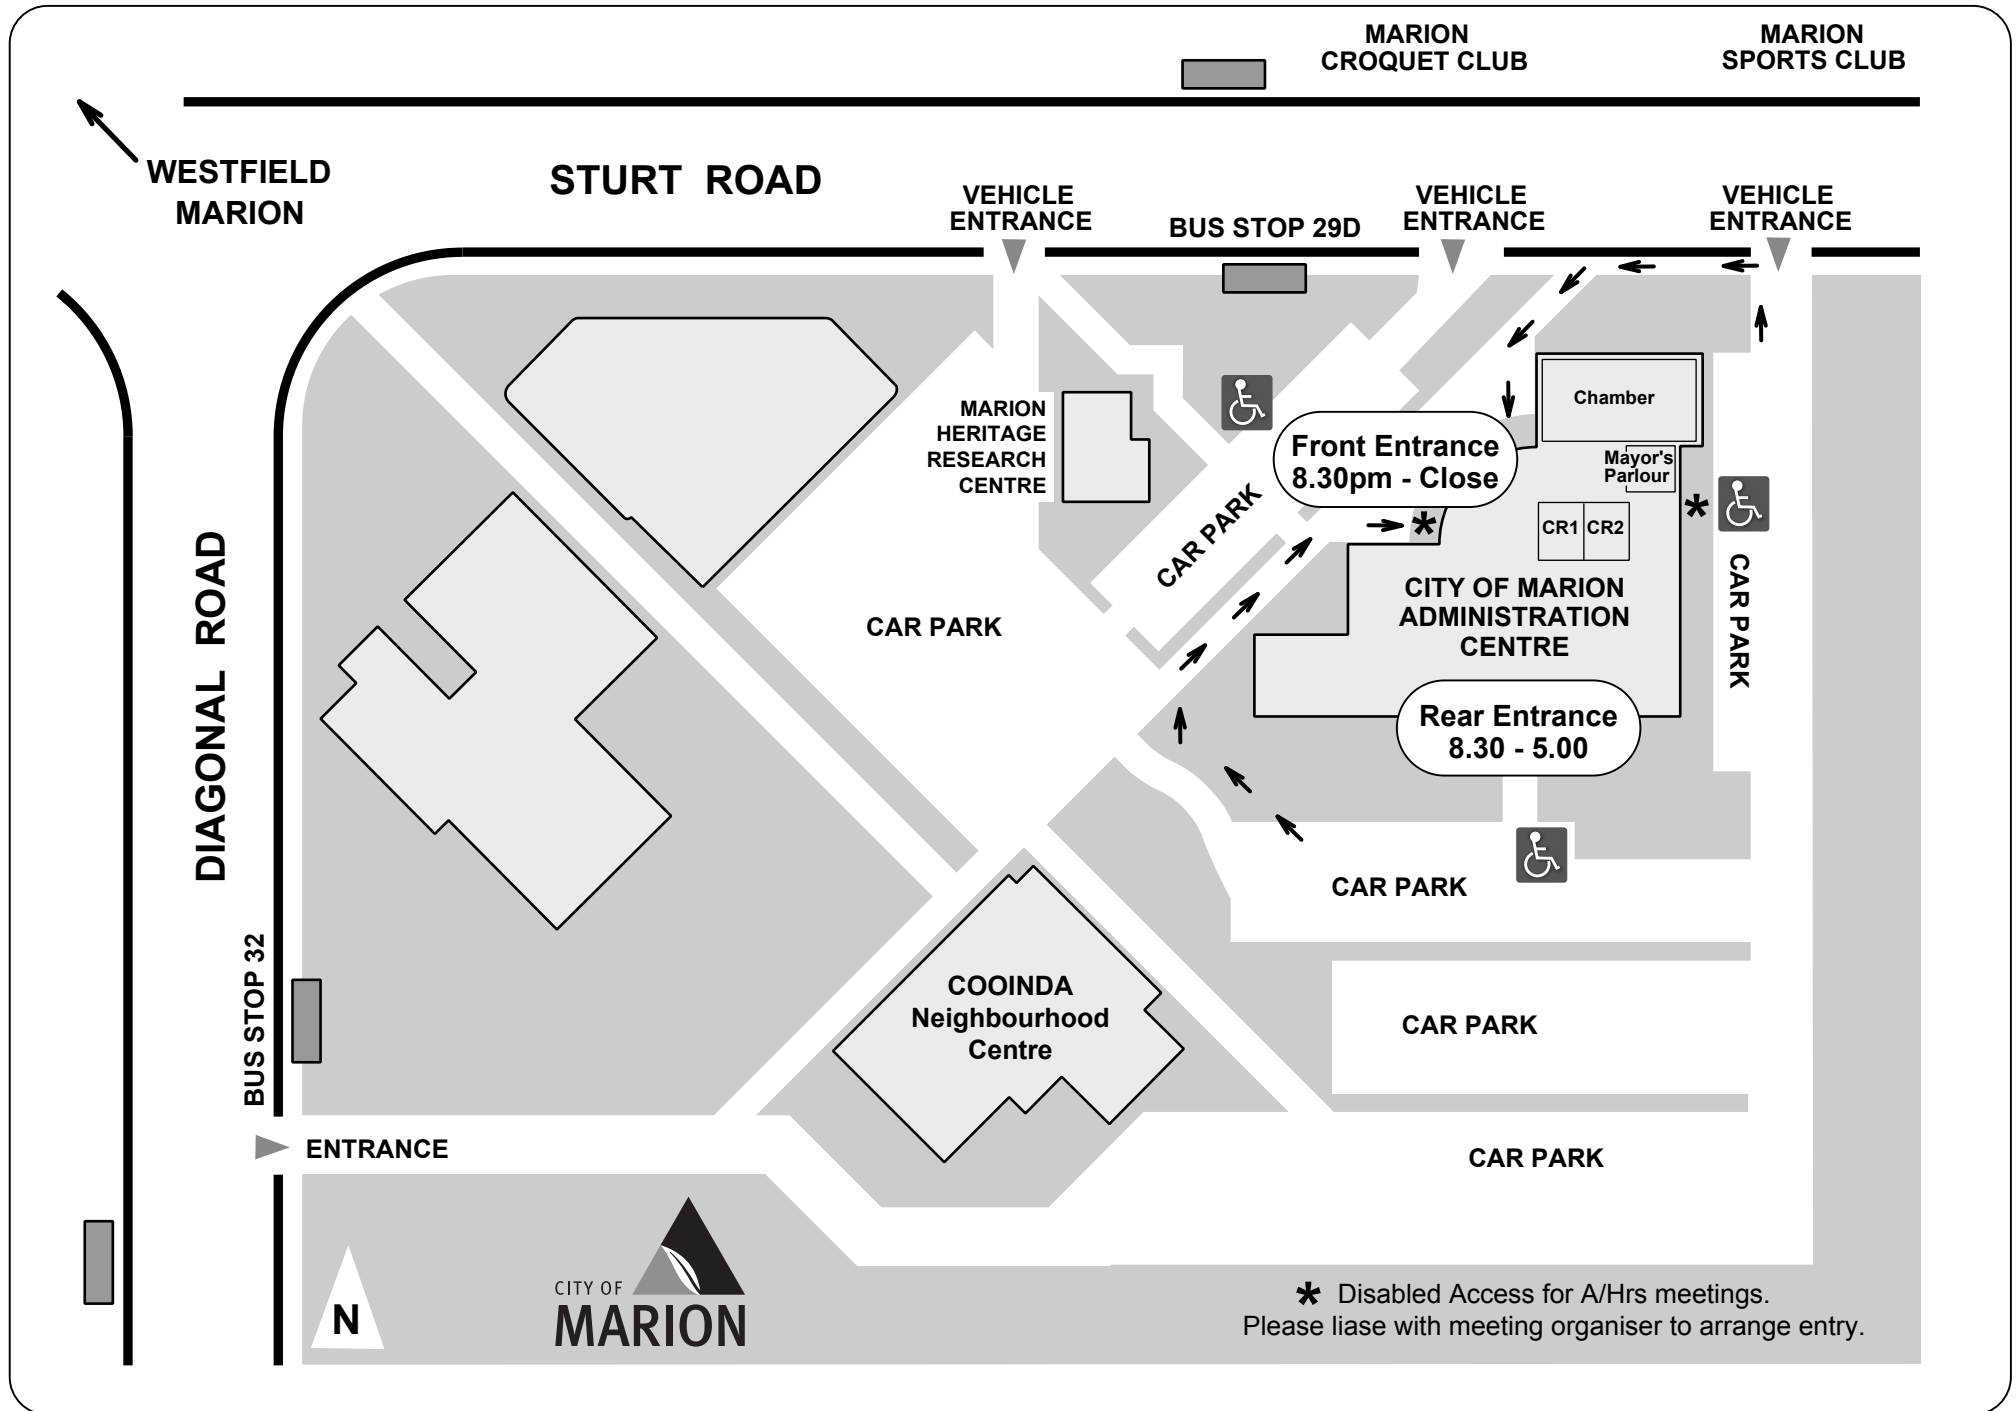 MARION
CROQUET CLUB
MARION
SPORTS CLUB
WESTFIELD
MARION
STURT ROAD
VEHICLE
ENTRANCE
BUS STOP 29D
VEHICLE
ENTRANCE
VEHICLE
ENTRANCE
MARION
HERITAGE
RESEARCH
CENTRE
Chamber
Front Entrance
8.30pm - Close
Mayor's
Parlour
CR1 CR2
CAR PARK
CAR PARK
CITY OF MARION
ADMINISTRATION
CENTRE
CAR PARK
DIAGONAL ROAD
Rear Entrance
8.30 - 5.00
CAR PARK
BUS STOP 32
COOINDA
Neighbourhood
Centre
CAR PARK
ENTRANCE
CAR PARK
N
CITY OF
MARION
* Disabled Access for A/Hrs meetings.
Please liase with meeting organiser to arrange entry.